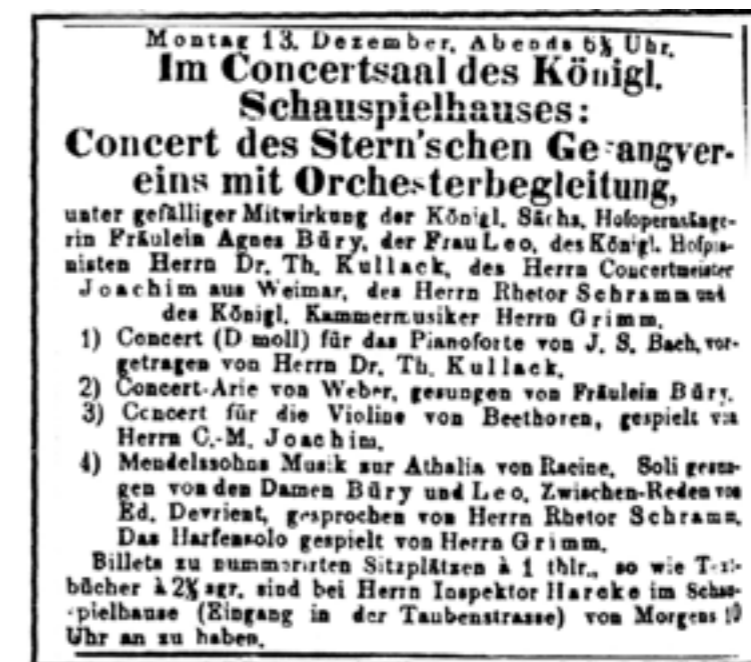 Montag 13. Dezember, Abends 6½ Uhr.
Im Concertsaal des Königl.
Schauspielhauses:
Concert des Stern'schen Gesangver-
eins mit Orchesterbegleitung,
unter gefälliger Mitwirkung der Königl. Sächs. Hofopernsänge-
rin Fräulein Agnes Büry, der Frau Leo, des Königl. Hofpia-
nisten Herrn Dr. Th. Kullack, des Herrn Concertmeister
Joachim aus Weimar, des Herrn Rhetor Schramm und
des Königl. Kammermusiker Herrn Grimm.
1) Concert (D moll) für das Pianoforte von J. S. Bach, vor-
getragen von Herrn Dr. Th. Kullack.
2) Concert-Arie von Weber, gesungen von Fräulein Büry.
3) Concert für die Violine von Beethoven, gespielt von
Herrn C.-M. Joachim.
4) Mendelssohns Musik zur Athalia von Racine. Soli gesun-
gen von den Damen Büry und Leo, Zwischen-Reden von
Ed. Devrient, gesprochen von Herrn Rhetor Schramm.
Das Harfensolo gespielt von Herrn Grimm.
Billets zu nummerirten Sitzplätzen à 1 thlr., so wie Text-
bücher à 2½ sgr. sind bei Herrn Inspektor Harcke im Schau-
spielhause (Eingang in der Taubenstrasse) von Morgens 10
Uhr an zu haben.